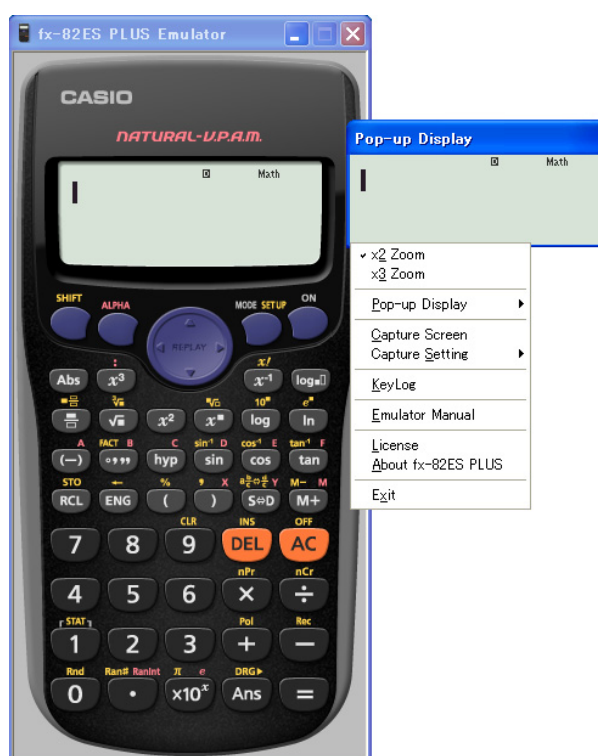 fx-82ES PLUS Emulator
CASIO
NATURAL-V.P.A.M.
D Math
Pop-up Display
D Math
x2 Zoom
x3 Zoom
Pop-up Display
Capture Screen
Capture Setting
KeyLog
Emulator Manual
License
About fx-82ES PLUS
Exit
SHIFT ALPHA MODE SETUP ON
REPLAY
: x!
Abs x³ x⁻¹ log■□
³√■ ■√□ 10■ e■
√■ x² x■ log ln
A FACT B C sin⁻¹ D cos⁻¹ E tan⁻¹ F
(−) °,,, hyp sin cos tan
STO ← % , X a b/c⇔d/c Y M− M
RCL ENG ( ) S⇔D M+
CLR INS OFF
7 8 9 DEL AC
nPr nCr
4 5 6 × ÷
STAT Pol Rec
1 2 3 + −
Rnd Ran# RanInt π e DRG▶
0 • ×10ˣ Ans =